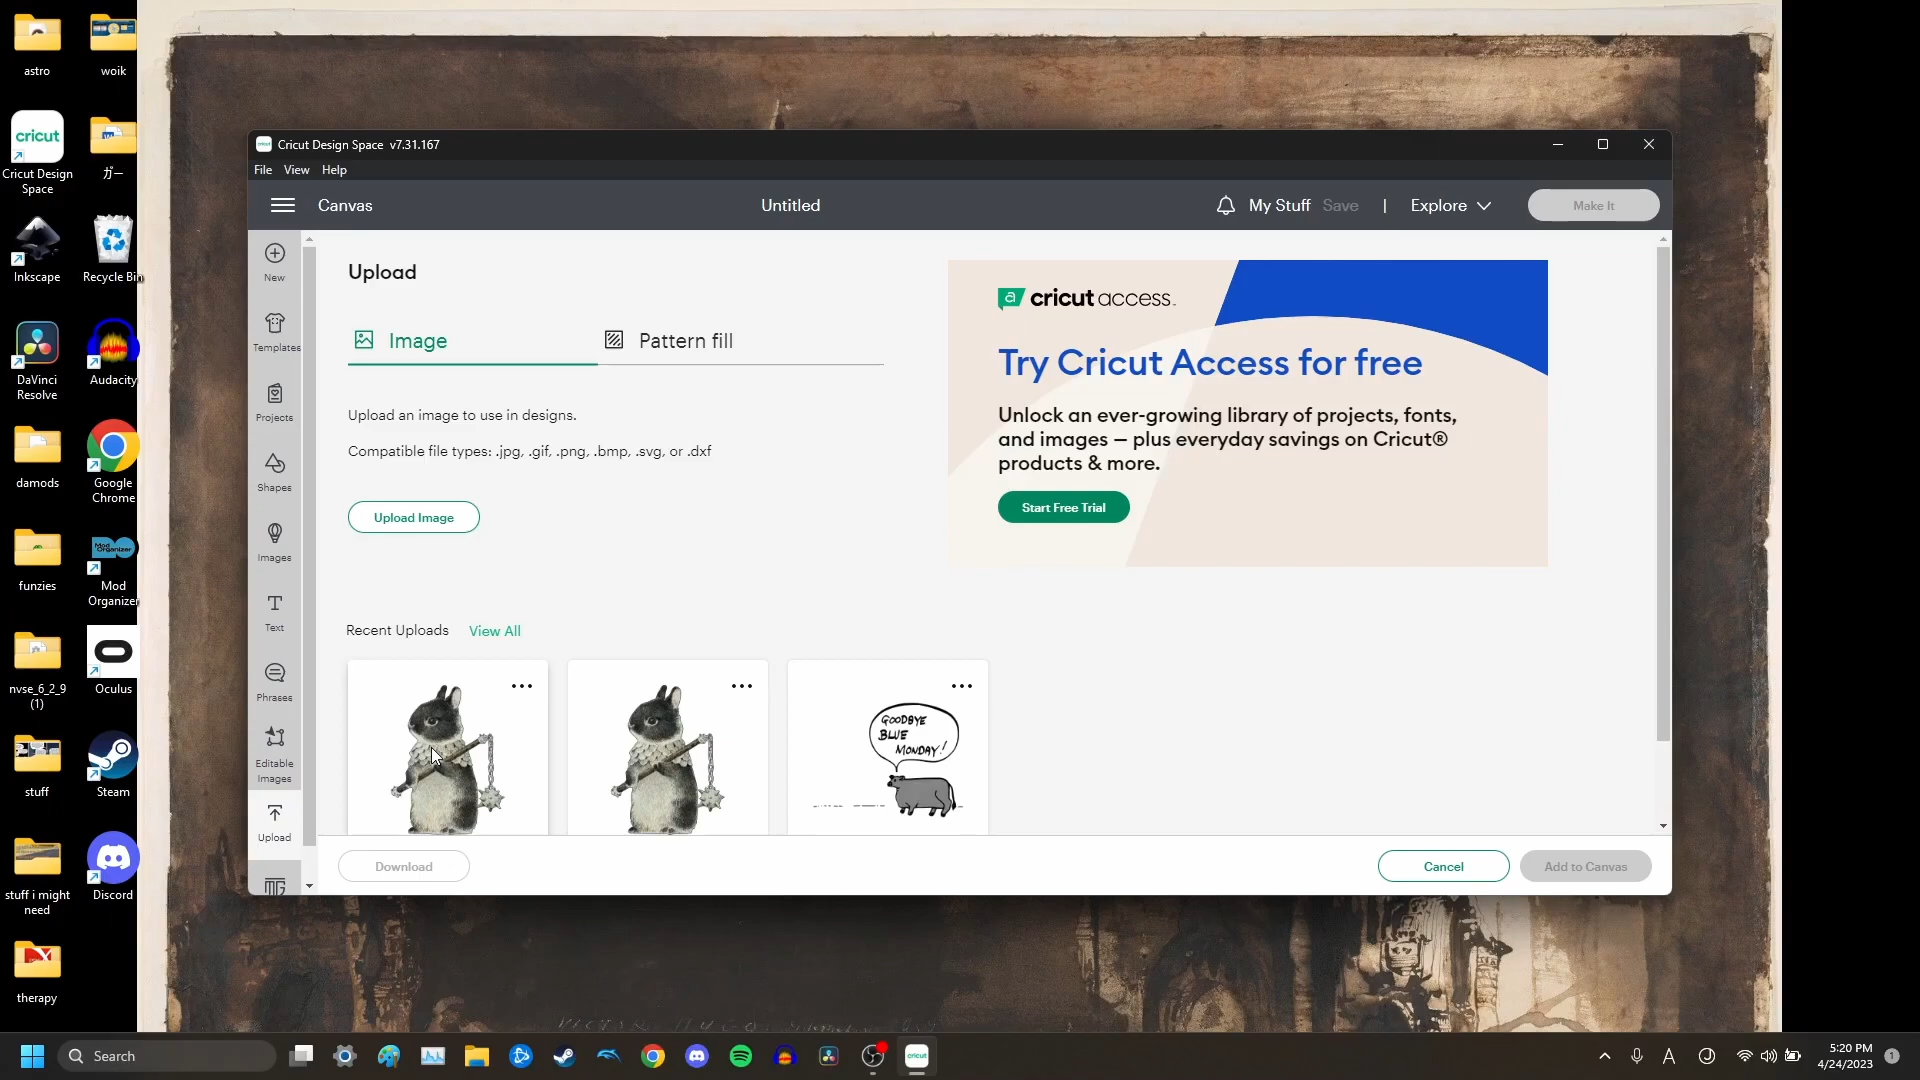 astro
woik
cricut
Cricut Design
Space
ガー
Inkscape
Recycle Bin
DaVinci
Resolve
Audacity
damods
Google
Chrome
funzies
Mod Organizer
Mod
Organizer
nvse_6_2_9
(1)
Oculus
stuff
Steam
stuff i might
need
Discord
therapy
Cricut Design Space v7.31.167
File
View
Help
Canvas
Untitled
My Stuff
Save
|
Explore
Make It
New
Templates
Projects
Shapes
Images
Text
Phrases
Editable
Images
Upload
Upload
Image
Pattern fill
Upload an image to use in designs.
Compatible file types: .jpg, .gif, .png, .bmp, .svg, or .dxf
Upload Image
a cricut access™
Try Cricut Access for free
Unlock an ever-growing library of projects, fonts,
and images — plus everyday savings on Cricut®
products & more.
Start Free Trial
Recent Uploads
View All
GOODBYE
BLUE
MONDAY!
Download
Cancel
Add to Canvas
Search
cricut
A
5:20 PM
4/24/2023
1